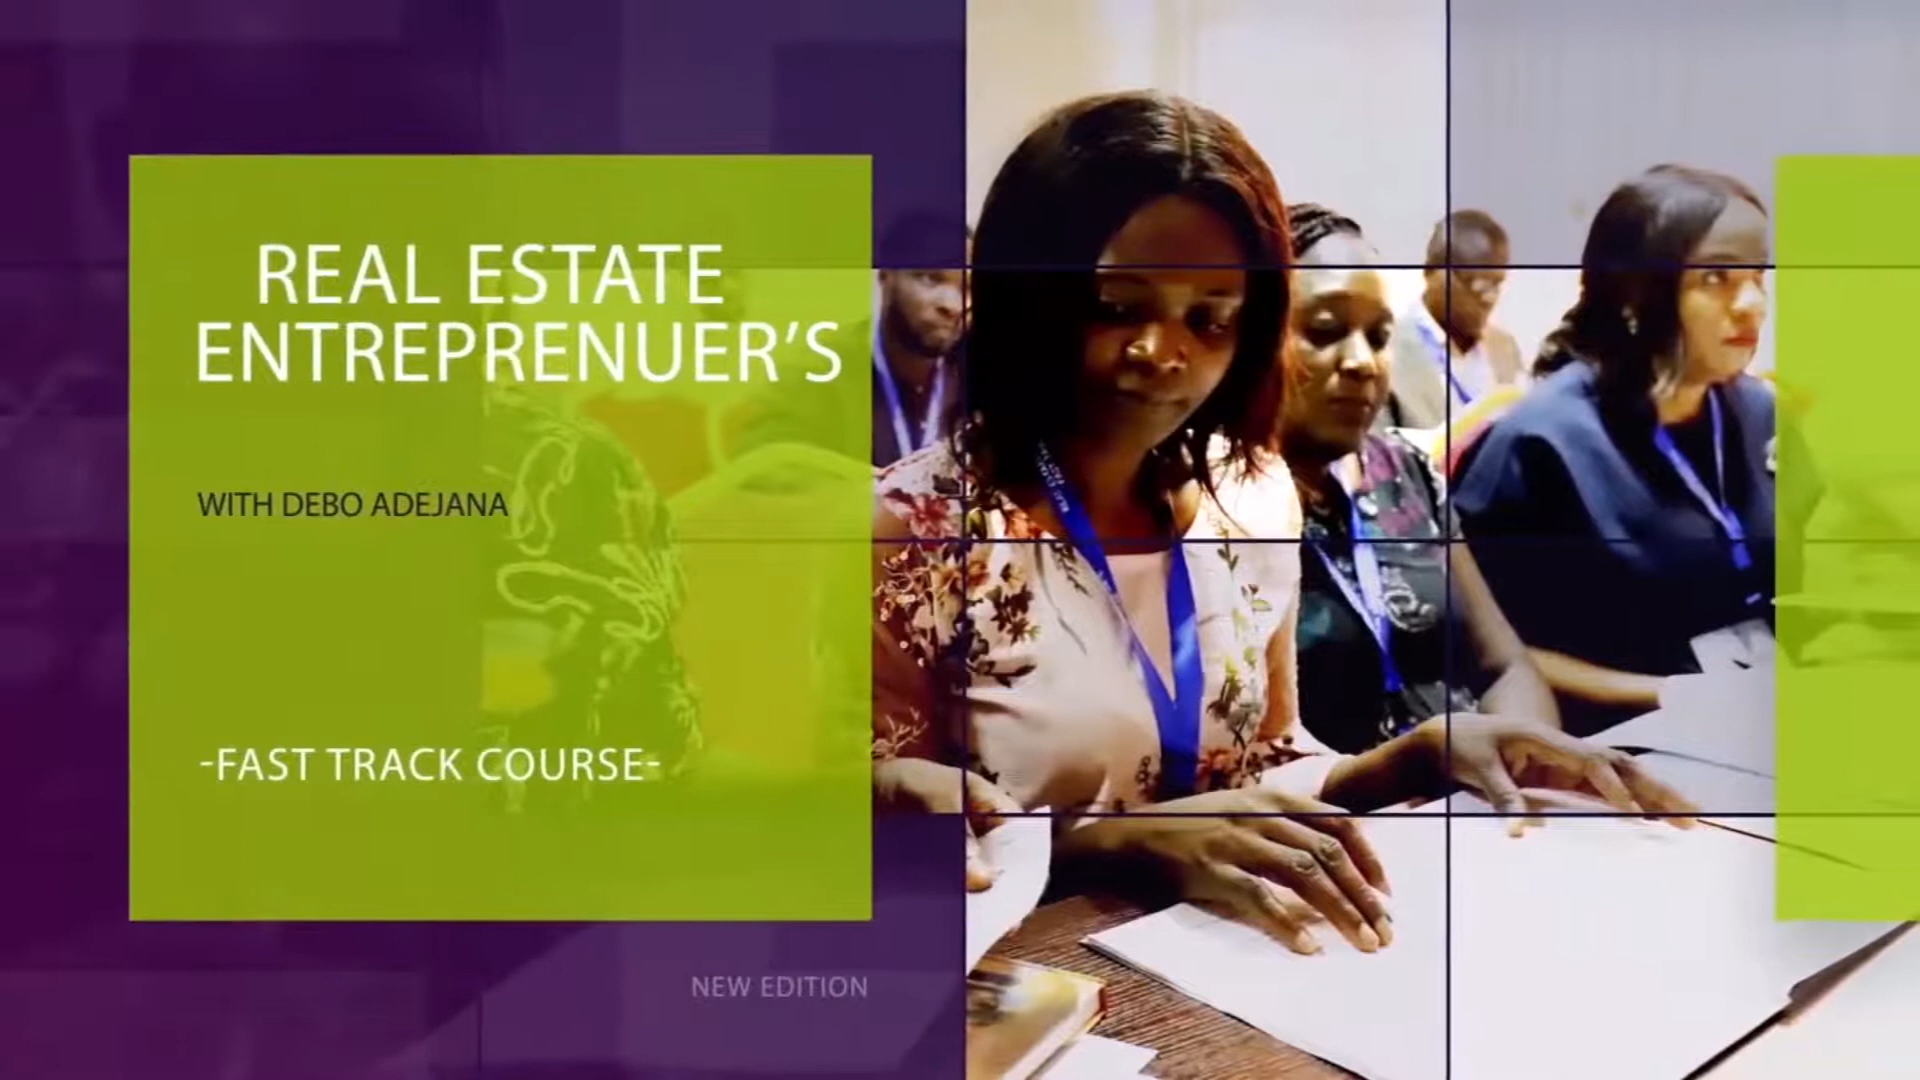 REAL ESTATE
ENTREPRENUER'S
WITH DEBO ADEJANA
-FAST TRACK COURSE-
NEW EDITION